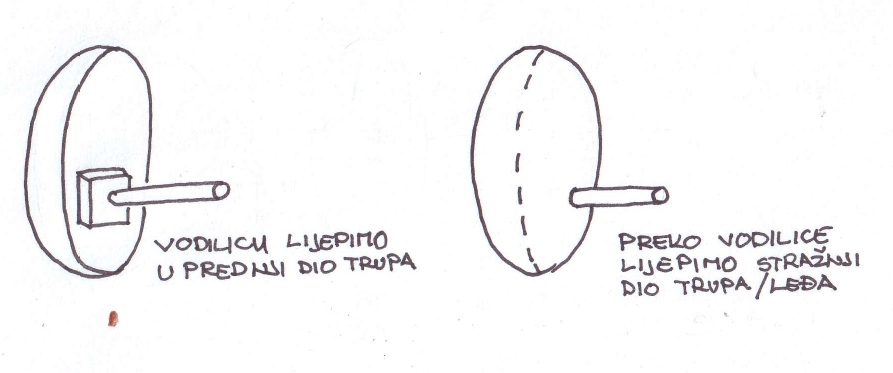 VODILICU LIJEPIMO
U PREDNJI DIO TRUPA
PREKO VODILICE
LIJEPIMO STRAŽNJI
DIO TRUPA/LEĐA